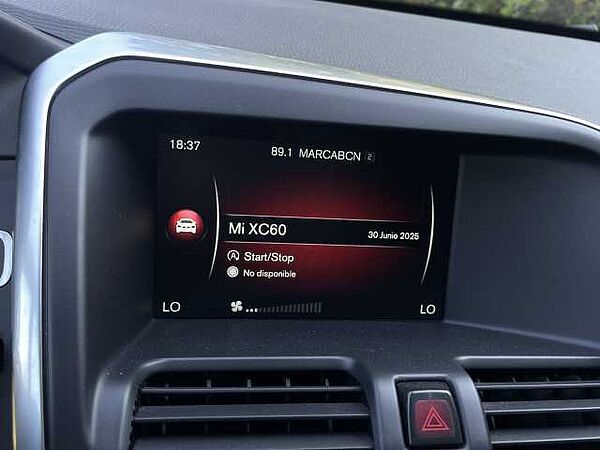 18:37
89.1 MARCABCN 2
Mi XC60
30 Junio 2025
Start/Stop
No disponible
LO
LO